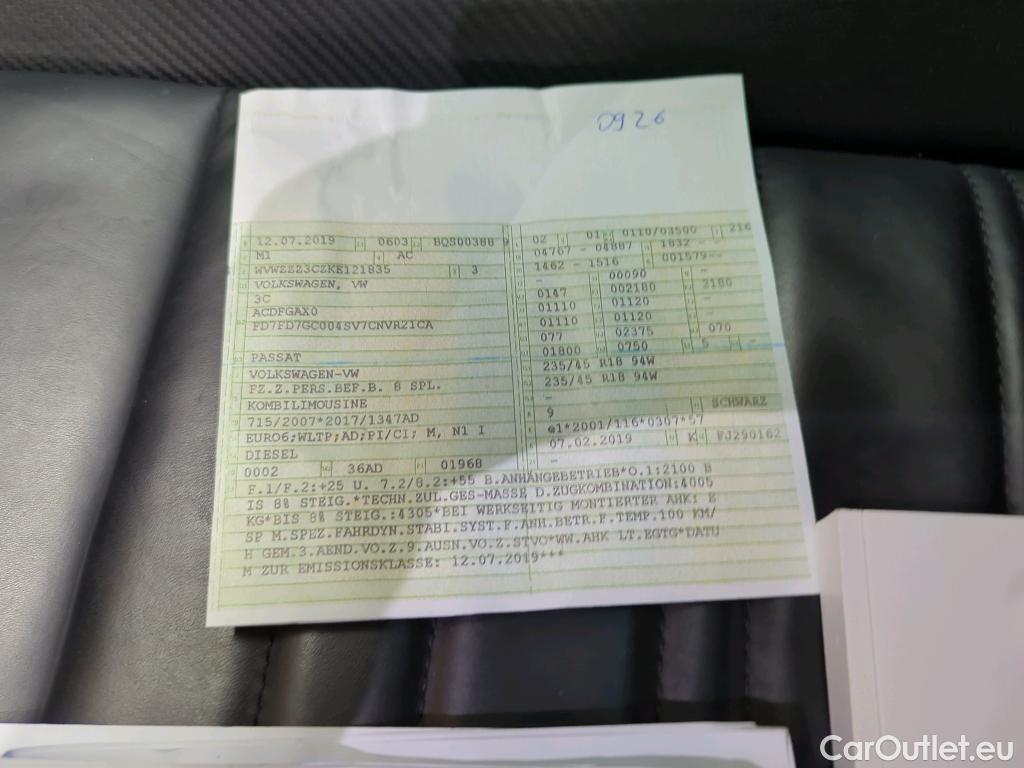 0926
12.07.2019 0603 BQS00388 9
M1 AC
WVWZZZ3CZKE121835 3
VOLKSWAGEN, VW
3C
ACDFGAX0
FD7FD7GC004SV7CNVR21CA
PASSAT
VOLKSWAGEN-VW
FZ.Z.PERS.BEF.B. 8 SPL.
KOMBILIMOUSINE
715/2007*2017/1347AD
EURO6;WLTP;AD;PI/CI; M, N1 I
DIESEL
0002 36AD 01968
02 01 0110/03500 216
04767 - 04887 1832 - -
1462 - 1516 001579- -
- 00090 -
0147 002180 2180
01110 01120 -
01110 01120 -
077 02375 070
01800 0750 5 -
235/45 R18 94W
235/45 R18 94W
-
9 SCHWARZ
e1*2001/116*0307*57
07.02.2019 K FJ290162
-
F.1/F.2:+25 U. 7.2/8.2:+55 B.ANHÄNGEBETRIEB*O.1:2100 B
IS 8% STEIG.*TECHN.ZUL.GES-MASSE D.ZUGKOMBINATION:4005
KG*BIS 8% STEIG.:4305*BEI WERKSEITIG MONTIERTER AHK: E
SP M.SPEZ.FAHRDYN.STABI.SYST.F.ANH.BETR.F.TEMP.100 KM/
H GEM.3.AEND.VO.Z.9.AUSN.VO.Z.STVO*WW.AHK LT.EGTG*DATU
M ZUR EMISSIONSKLASSE: 12.07.2019***
CarOutlet.eu